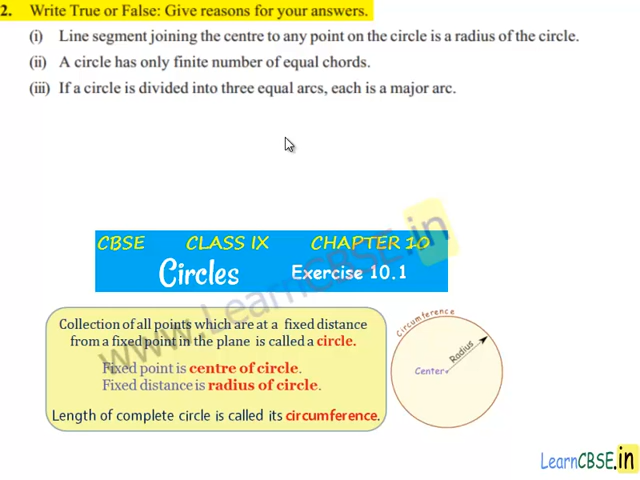 2. Write True or False: Give reasons for your answers.
(i) Line segment joining the centre to any point on the circle is a radius of the circle.
(ii) A circle has only finite number of equal chords.
(iii) If a circle is divided into three equal arcs, each is a major arc.
www.LearnCBSE.in
CBSE CLASS IX CHAPTER 10
Circles Exercise 10.1
Collection of all points which are at a fixed distance
from a fixed point in the plane is called a circle.
Fixed point is centre of circle.
Fixed distance is radius of circle.
Length of complete circle is called its circumference.
Circumference
Radius
Center
LearnCBSE.in